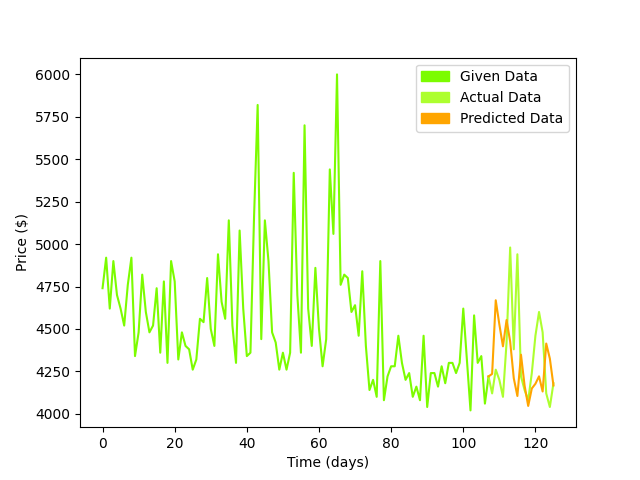 Given Data
Actual Data
Predicted Data
6000
5750
5500
5250
5000
4750
4500
4250
4000
Price ($)
0 20 40 60 80 100 120
Time (days)